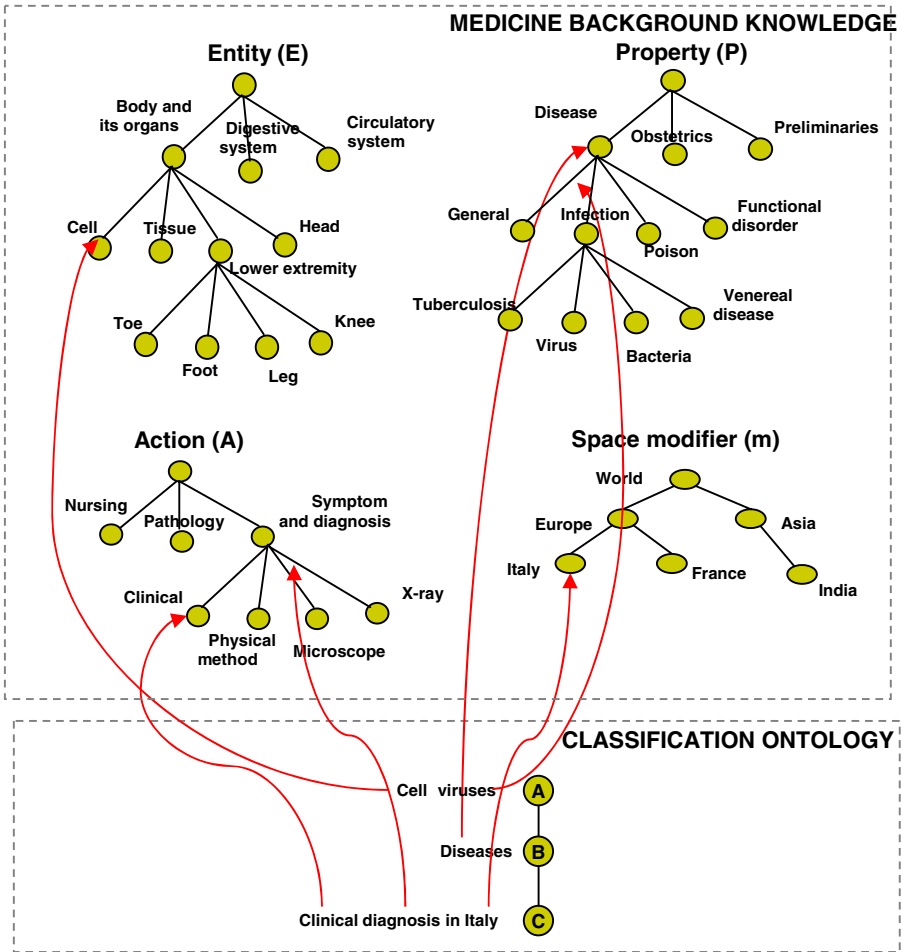 MEDICINE BACKGROUND KNOWLEDGE
Entity (E)
Body and
its organs
Digestive
system
Circulatory
system
Cell
Tissue
Head
Lower extremity
Toe
Foot
Leg
Knee
Property (P)
Disease
Obstetrics
Preliminaries
General
Infection
Poison
Functional
disorder
Tuberculosis
Virus
Bacteria
Venereal
disease
Action (A)
Nursing
Pathology
Symptom
and diagnosis
Clinical
Physical
method
Microscope
X-ray
Space modifier (m)
World
Europe
Asia
Italy
France
India
CLASSIFICATION ONTOLOGY
Cell viruses A
Diseases B
Clinical diagnosis in Italy C